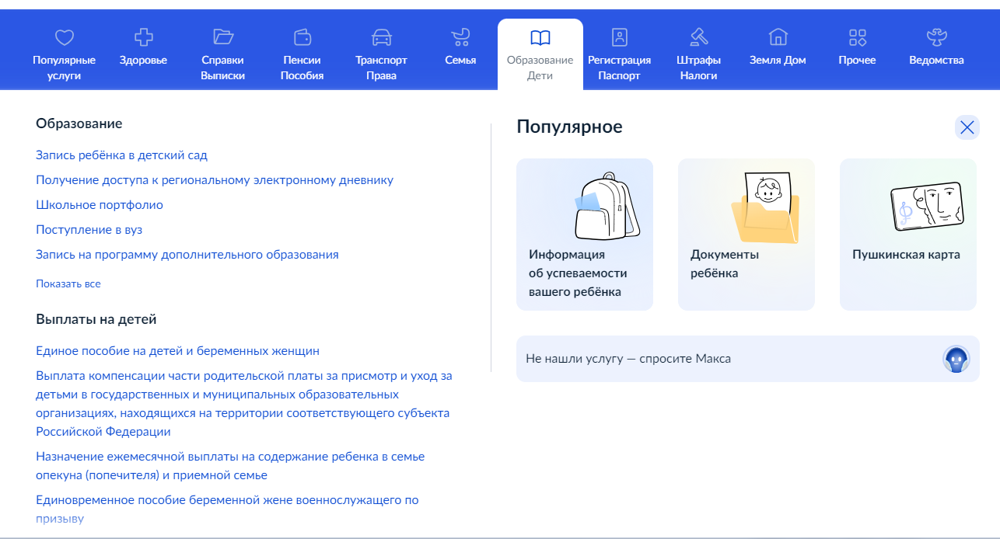 Популярные
услуги
Здоровье
Справки
Выписки
Пенсии
Пособия
Транспорт
Права
Семья
Образование
Дети
Регистрация
Паспорт
Штрафы
Налоги
Земля Дом
Прочее
Ведомства
Образование
Запись ребёнка в детский сад
Получение доступа к региональному электронному дневнику
Школьное портфолио
Поступление в вуз
Запись на программу дополнительного образования
Показать все
Выплаты на детей
Единое пособие на детей и беременных женщин
Выплата компенсации части родительской платы за присмотр и уход за
детьми в государственных и муниципальных образовательных
организациях, находящихся на территории соответствующего субъекта
Российской Федерации
Назначение ежемесячной выплаты на содержание ребенка в семье
опекуна (попечителя) и приемной семье
Единовременное пособие беременной жене военнослужащего по
призыву
Популярное
Информация
об успеваемости
вашего ребёнка
Документы
ребёнка
Пушкинская карта
Не нашли услугу — спросите Макса